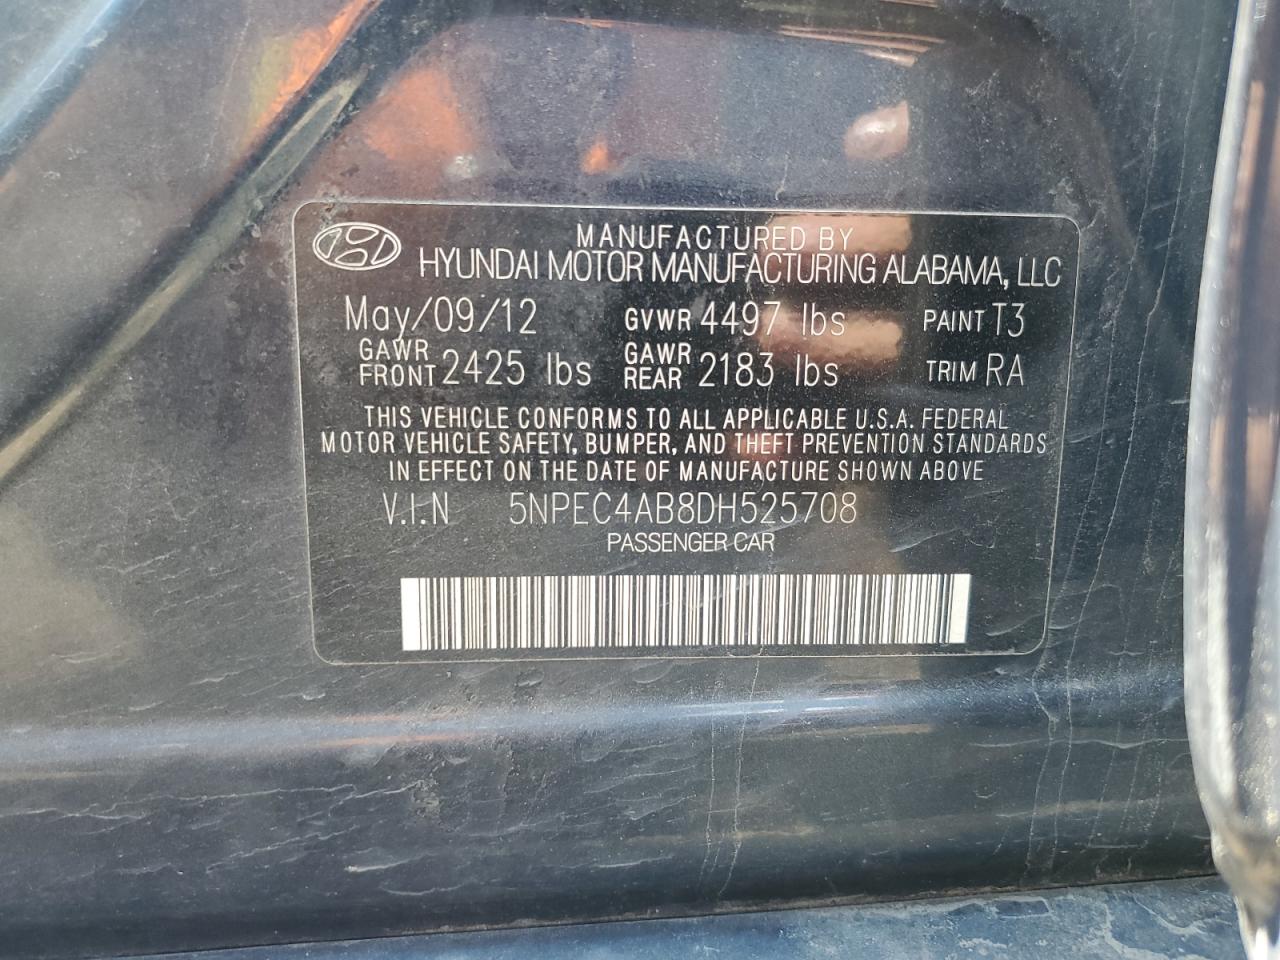 MANUFACTURED BY
HYUNDAI MOTOR MANUFACTURING ALABAMA, LLC
May/09/12 GVWR 4497 lbs PAINT T3
GAWR FRONT 2425 lbs GAWR REAR 2183 lbs TRIM RA
THIS VEHICLE CONFORMS TO ALL APPLICABLE U.S.A. FEDERAL
MOTOR VEHICLE SAFETY, BUMPER, AND THEFT PREVENTION STANDARDS
IN EFFECT ON THE DATE OF MANUFACTURE SHOWN ABOVE
V.I.N 5NPEC4AB8DH525708
PASSENGER CAR